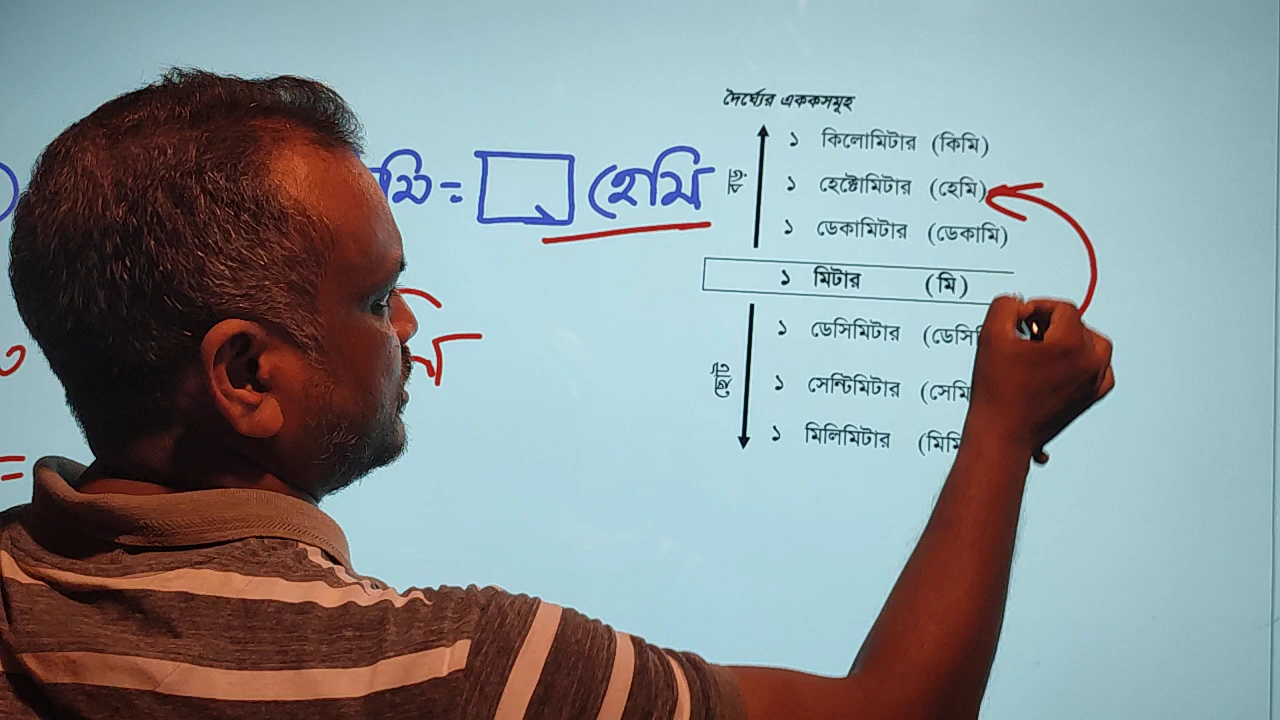 দৈর্ঘ্যের এককসমূহ
১ কিলোমিটার (কিমি)
মি = হেমি
১ হেক্টোমিটার (হেমি)
১ ডেকামিটার (ডেকামি)
১ মিটার (মি)
১ ডেসিমিটার (ডেসি
১ সেন্টিমিটার (সেমি
১ মিলিমিটার (মিমি
=